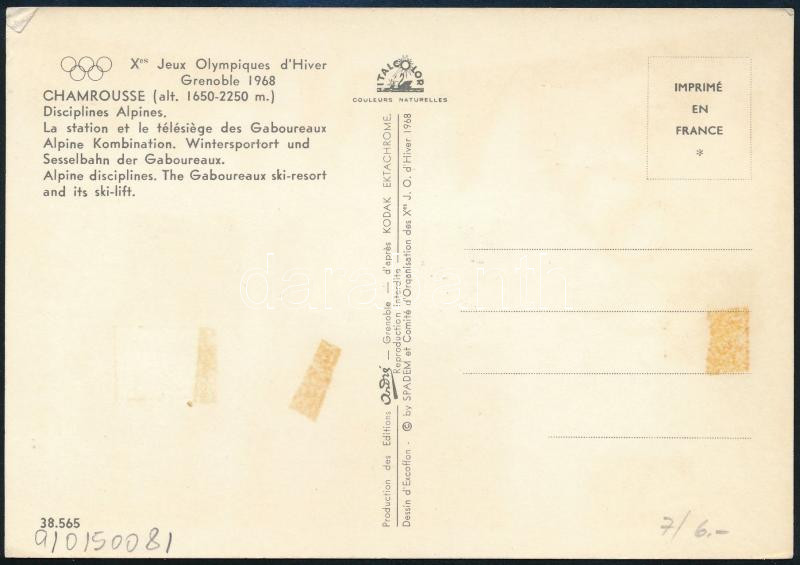 Xes Jeux Olympiques d'Hiver
Grenoble 1968
CHAMROUSSE (alt. 1650-2250 m.)
Disciplines Alpines.
La station et le télésiège des Gaboureaux
Alpine Kombination. Wintersportort und
Sesselbahn der Gaboureaux.
Alpine disciplines. The Gaboureaux ski-resort
and its ski-lift.
ITALCOLOR
COULEURS NATURELLES
IMPRIMÉ
EN
FRANCE
*
Production des Editions André — Grenoble — d'après KODAK EKTACHROME.
Reproduction interdite —
Dessin d'Excoffon - © by SPADEM et Comité d'Organisation des Xes J. O. d'Hiver 1968
darabanth
38.565
910150081
7/6.-